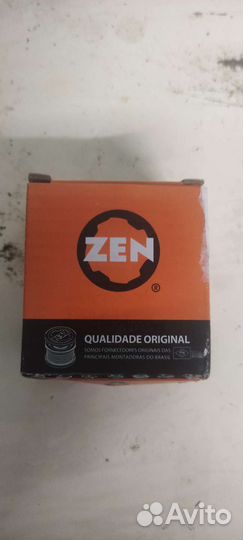 ZEN
®
QUALIDADE ORIGINAL
SOMOS FORNECEDORES ORIGINAIS DAS
PRINCIPAIS MONTADORAS DO BRASIL
Avito